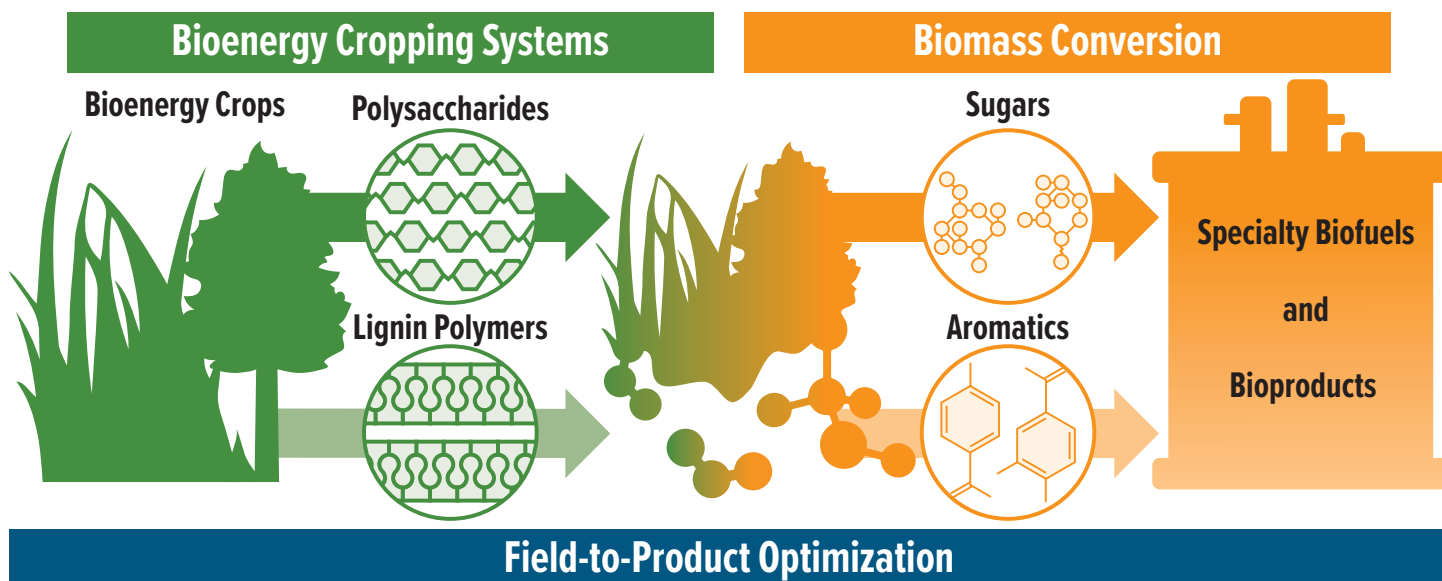 Bioenergy Cropping Systems
Biomass Conversion
Bioenergy Crops
Polysaccharides
Sugars
Lignin Polymers
Aromatics
Specialty Biofuels
and
Bioproducts
Field-to-Product Optimization